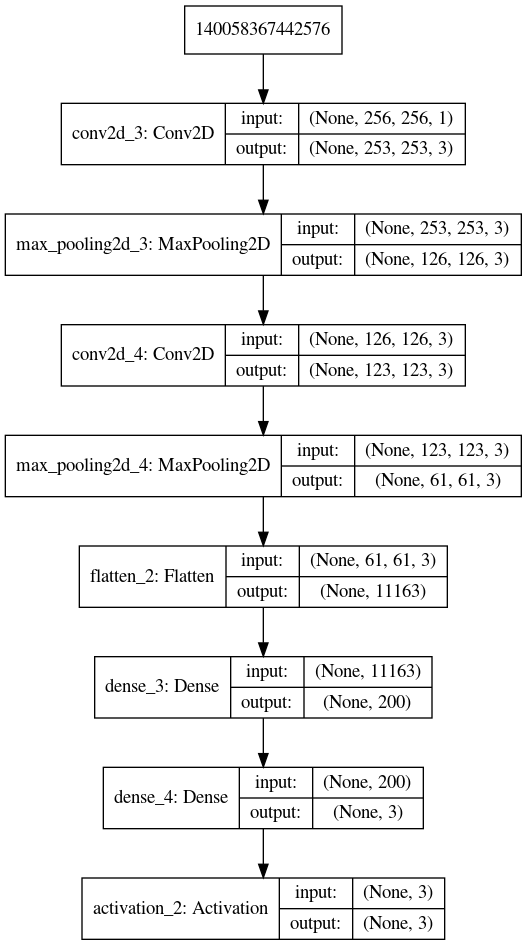 140058367442576
conv2d_3: Conv2D
input: (None, 256, 256, 1)
output: (None, 253, 253, 3)
max_pooling2d_3: MaxPooling2D
input: (None, 253, 253, 3)
output: (None, 126, 126, 3)
conv2d_4: Conv2D
input: (None, 126, 126, 3)
output: (None, 123, 123, 3)
max_pooling2d_4: MaxPooling2D
input: (None, 123, 123, 3)
output: (None, 61, 61, 3)
flatten_2: Flatten
input: (None, 61, 61, 3)
output: (None, 11163)
dense_3: Dense
input: (None, 11163)
output: (None, 200)
dense_4: Dense
input: (None, 200)
output: (None, 3)
activation_2: Activation
input: (None, 3)
output: (None, 3)